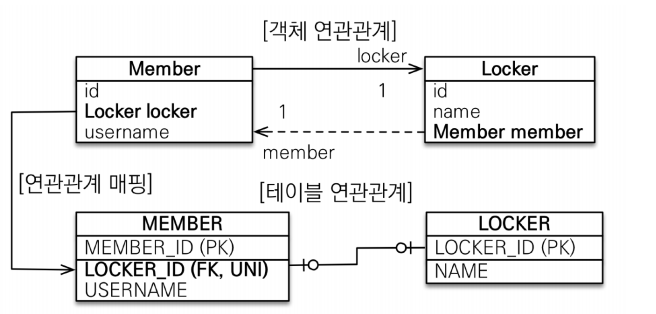 [객체 연관관계]
locker
Member
Locker
id
Locker locker
username
1
1
id
name
Member member
member
[연관관계 매핑]
[테이블 연관관계]
MEMBER
MEMBER_ID (PK)
LOCKER_ID (FK, UNI)
USERNAME
LOCKER
LOCKER_ID (PK)
NAME